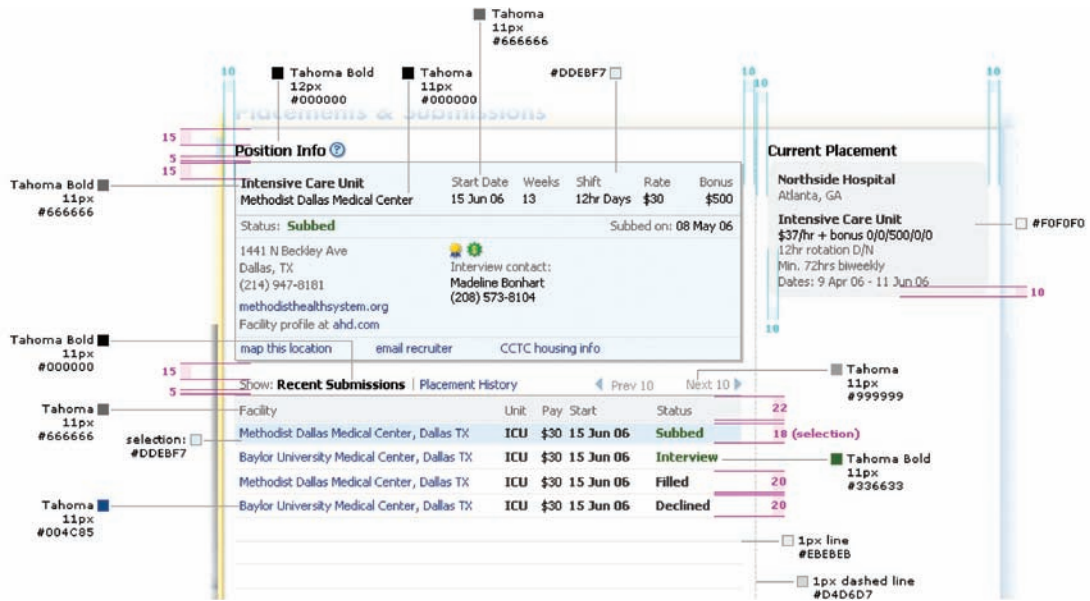 Tahoma
11px
#666666
Tahoma Bold
12px
#000000
Tahoma
11px
#000000
#DDEBF7
10
10
10
10
Placements & Submissions
15
5
15
Position Info
Current Placement
Tahoma Bold
11px
#666666
Intensive Care Unit Start Date Weeks Shift Rate Bonus
Methodist Dallas Medical Center 15 Jun 06 13 12hr Days $30 $500
Status: Subbed Subbed on: 08 May 06
1441 N Beckley Ave
Dallas, TX
(214) 947-8181
methodisthealthsystem.org
Facility profile at ahd.com
Interview contact:
Madeline Bonhart
(208) 573-8104
map this location email recruiter CCTC housing info
Northside Hospital
Atlanta, GA
Intensive Care Unit
$37/hr + bonus 0/0/500/0/0
12hr rotation D/N
Min. 72hrs biweekly
Dates: 9 Apr 06 - 11 Jun 06
#F0F0F0
10
10
Tahoma Bold
11px
#000000
15
5
Show: Recent Submissions | Placement History Prev 10 Next 10
Tahoma
11px
#999999
Tahoma
11px
#666666
Facility Unit Pay Start Status
22
selection:
#DDEBF7
Methodist Dallas Medical Center, Dallas TX ICU $30 15 Jun 06 Subbed
18 (selection)
Baylor University Medical Center, Dallas TX ICU $30 15 Jun 06 Interview
Tahoma Bold
11px
#336633
Methodist Dallas Medical Center, Dallas TX ICU $30 15 Jun 06 Filled
20
Baylor University Medical Center, Dallas TX ICU $30 15 Jun 06 Declined
20
Tahoma
11px
#004C85
1px line
#EBEBEB
1px dashed line
#D4D6D7